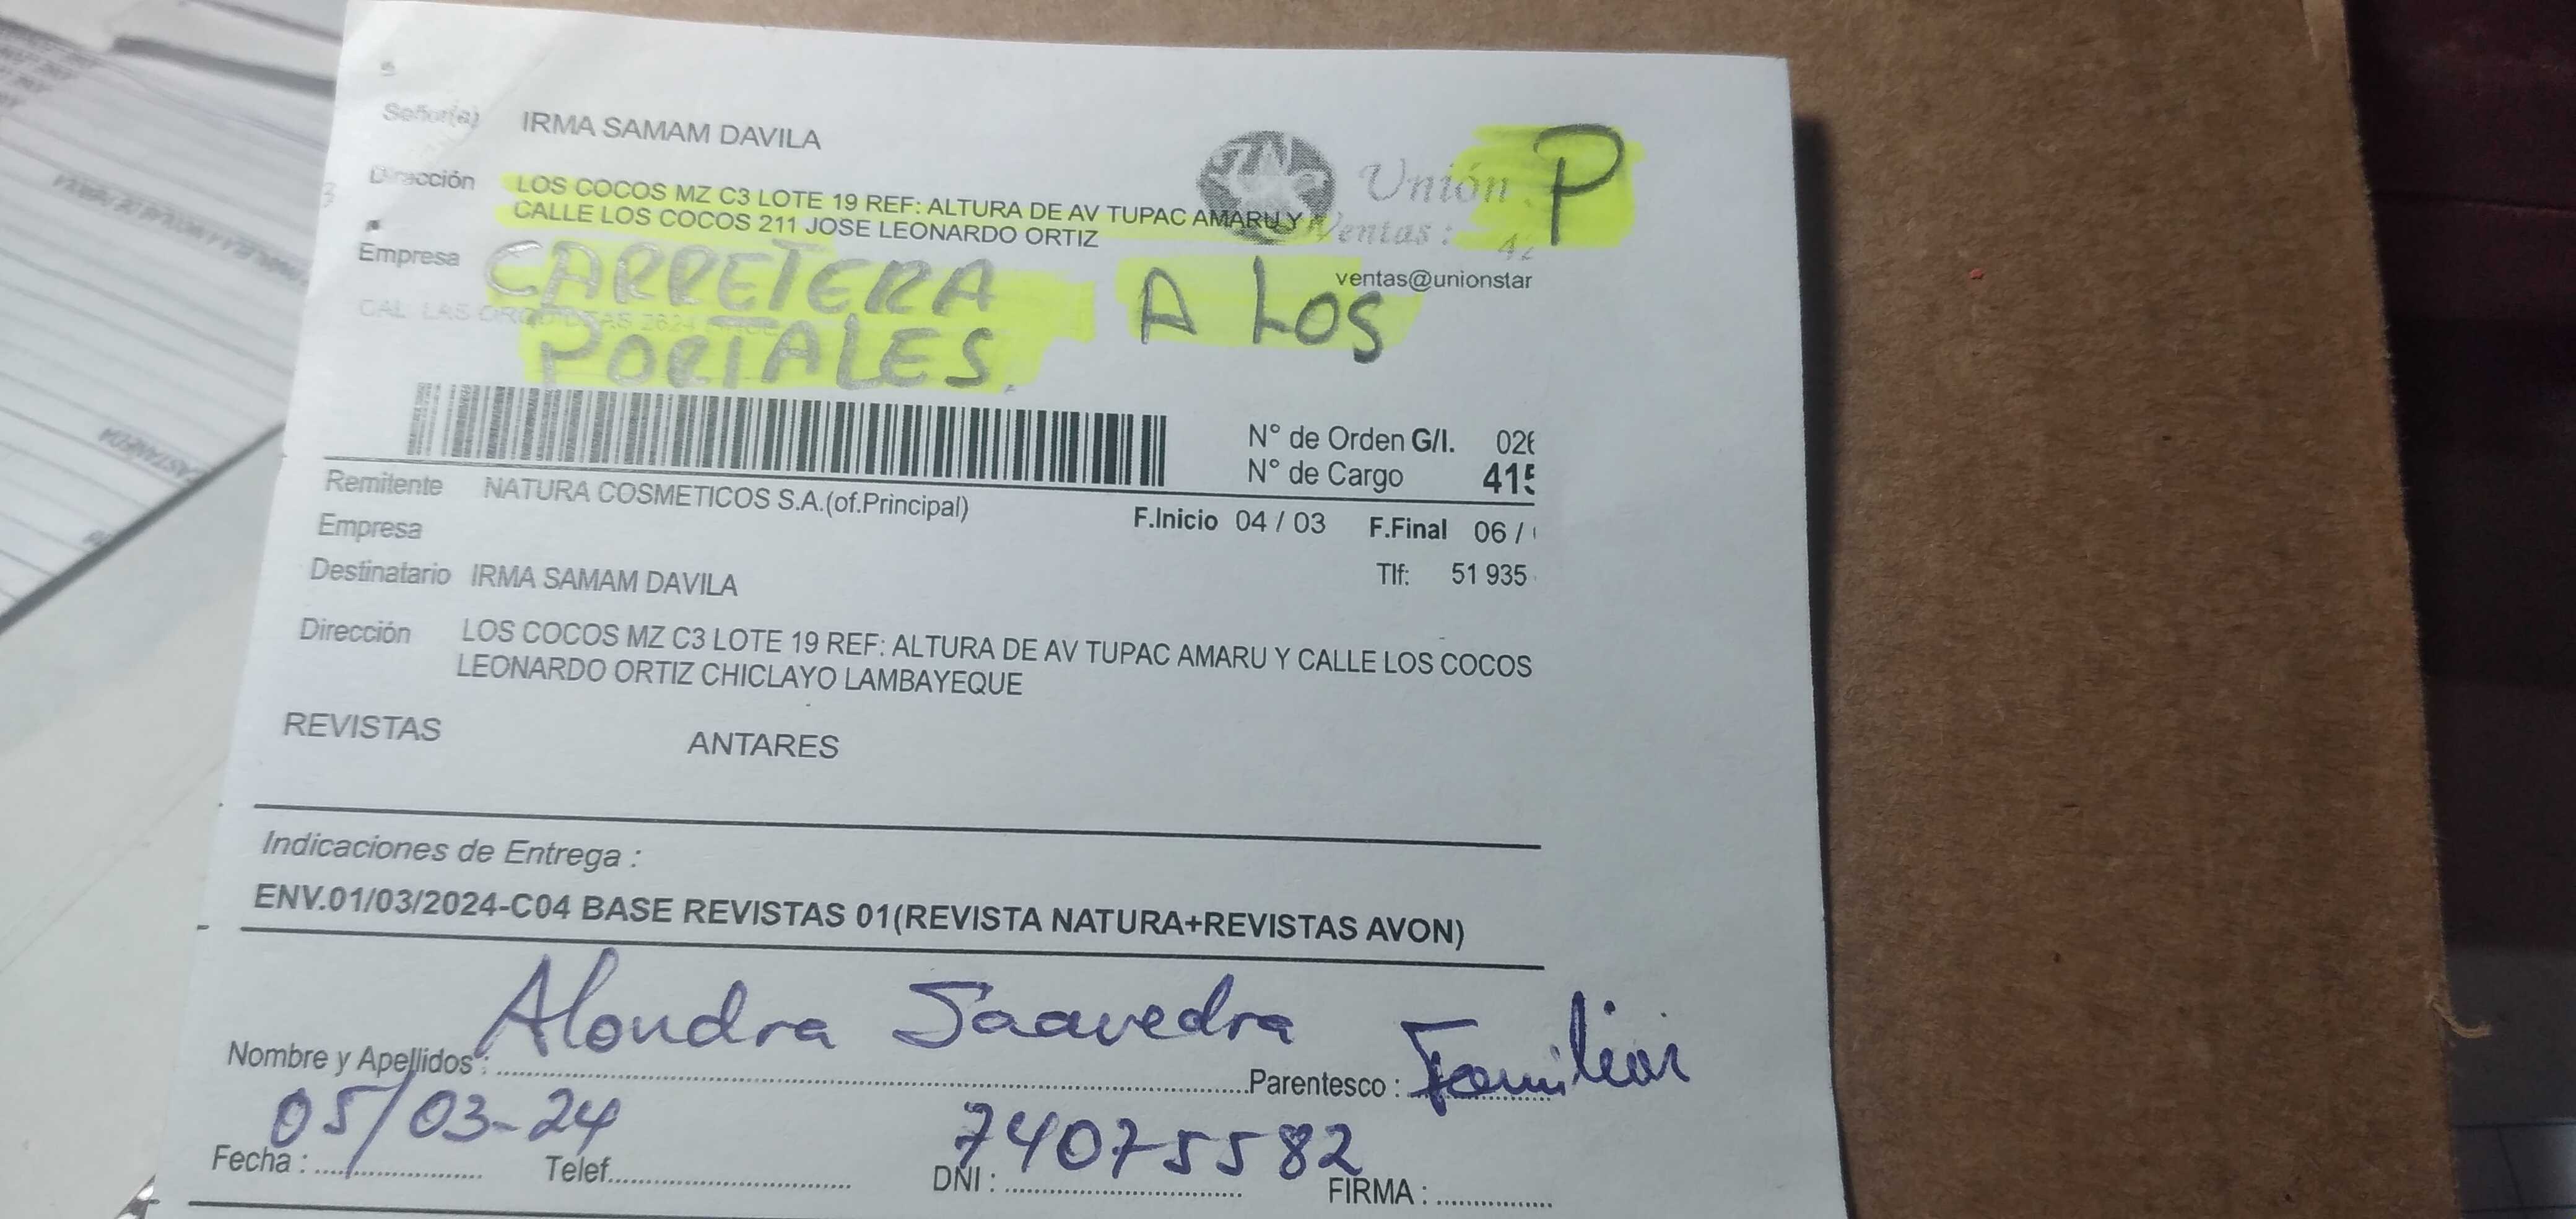 Señor(a) IRMA SAMAM DAVILA
Unión P
Dirección LOS COCOS MZ C3 LOTE 19 REF: ALTURA DE AV TUPAC AMARU Y
CALLE LOS COCOS 211 JOSE LEONARDO ORTIZ
Ventas :
Empresa
ventas@unionstar
CARRETERA A LOS
PORTALES
N° de Orden G/I. 026
N° de Cargo 415
Remitente NATURA COSMETICOS S.A.(of.Principal)
F.Inicio 04 / 03 F.Final 06 /
Empresa
Destinatario IRMA SAMAM DAVILA
Tlf: 51 935
Dirección LOS COCOS MZ C3 LOTE 19 REF: ALTURA DE AV TUPAC AMARU Y CALLE LOS COCOS
LEONARDO ORTIZ CHICLAYO LAMBAYEQUE
REVISTAS ANTARES
Indicaciones de Entrega :
ENV.01/03/2024-C04 BASE REVISTAS 01(REVISTA NATURA+REVISTAS AVON)
Nombre y Apellidos : Alondra Saavedra Parentesco : Familiar
Fecha : 05/03-24 Telef. DNI : 74075582 FIRMA :